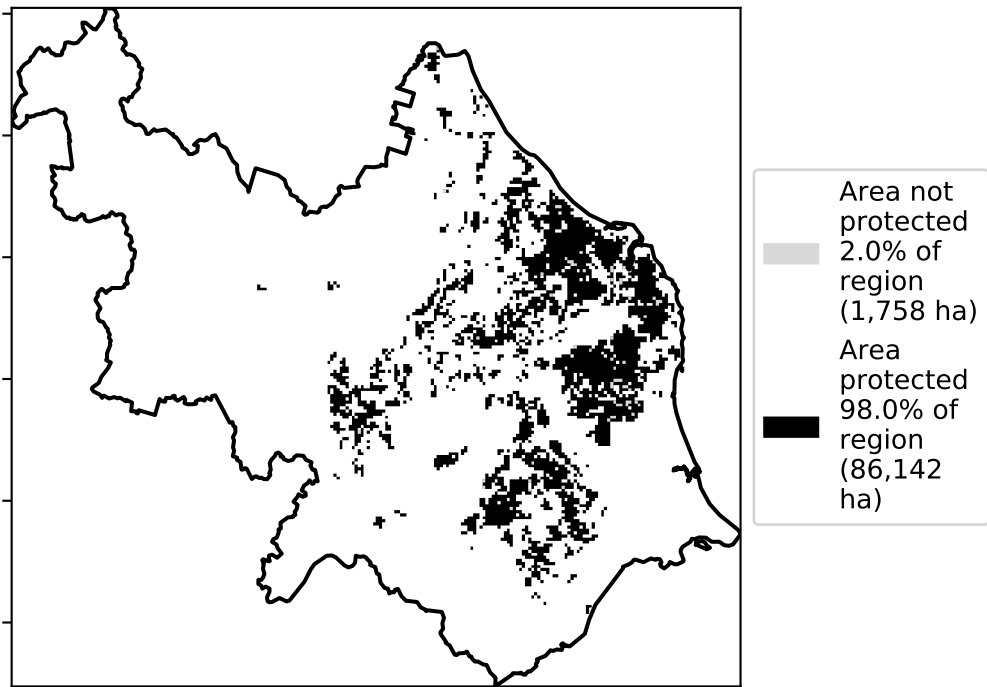 Area not
protected
2.0% of
region
(1,758 ha)
Area
protected
98.0% of
region
(86,142
ha)